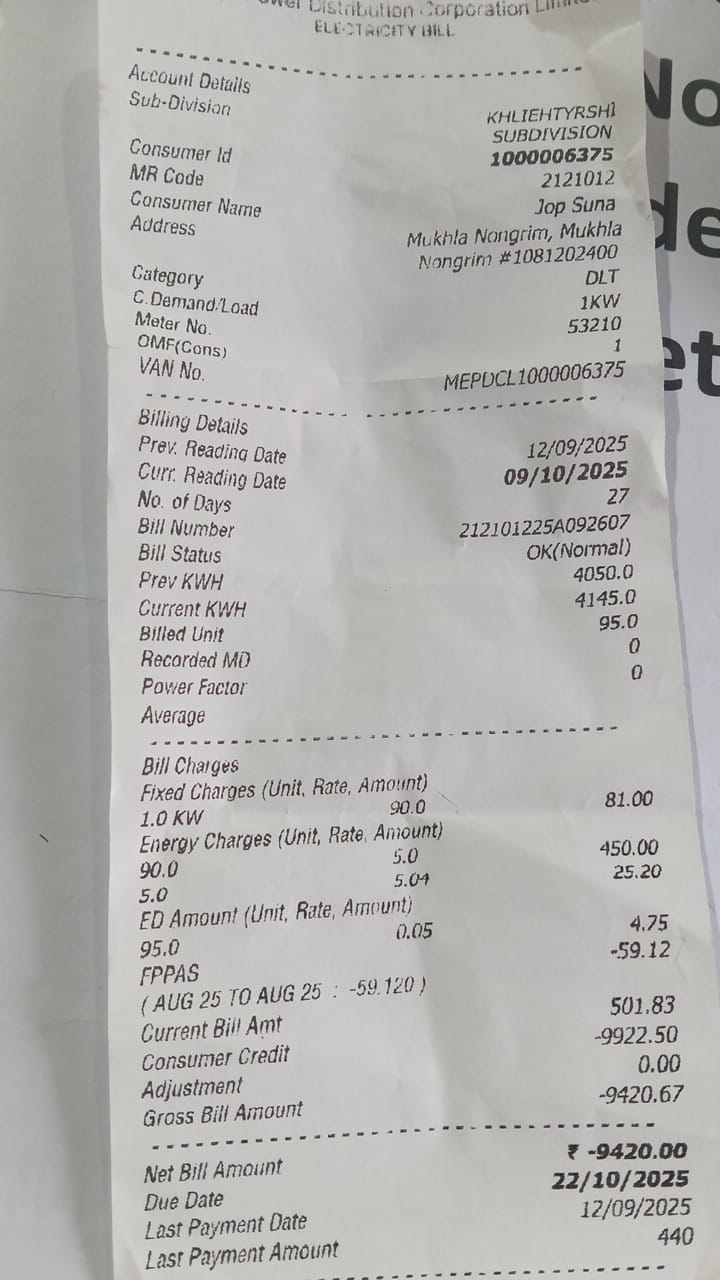 Distribution Corporation
ELECTRICITY BILL
Account Details
Sub-Division KHLIEHTYRSHI
SUBDIVISION
Consumer Id 1000006375
MR Code 2121012
Consumer Name Jop Suna
Address Mukhla Nongrim, Mukhla
Nongrim #1081202400
Category DLT
C.Demand/Load 1KW
Meter No. 53210
OMF(Cons) 1
VAN No. MEPDCL1000006375
Billing Details
Prev. Reading Date 12/09/2025
Curr. Reading Date 09/10/2025
No. of Days 27
Bill Number 212101225A092607
Bill Status OK(Normal)
Prev KWH 4050.0
Current KWH 4145.0
Billed Unit 95.0
Recorded MD 0
Power Factor 0
Average
Bill Charges
Fixed Charges (Unit, Rate, Amount)
1.0 KW 90.0 81.00
Energy Charges (Unit, Rate, Amount)
90.0 5.0 450.00
5.0 5.04 25.20
ED Amount (Unit, Rate, Amount)
95.0 0.05 4.75
FPPAS -59.12
( AUG 25 TO AUG 25 : -59.120 )
Current Bill Amt 501.83
Consumer Credit -9922.50
Adjustment 0.00
Gross Bill Amount -9420.67
Net Bill Amount ₹ -9420.00
Due Date 22/10/2025
Last Payment Date 12/09/2025
Last Payment Amount 440
No
de
et